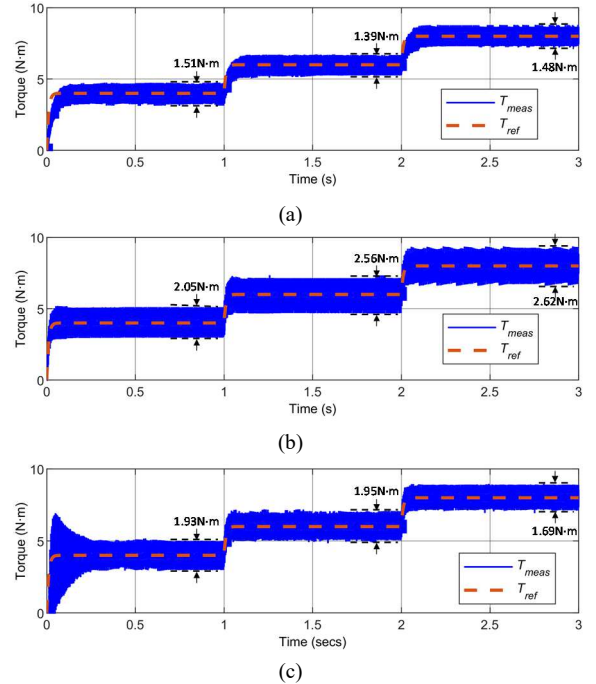 10
5
0
Torque (N·m)
1.51N·m
1.39N·m
1.48N·m
T_meas
T_ref
0 0.5 1 1.5 2 2.5 3
Time (s)
(a)
10
5
0
Torque (N·m)
2.05N·m
2.56N·m
2.62N·m
T_meas
T_ref
0 0.5 1 1.5 2 2.5 3
Time (s)
(b)
10
5
0
Torque (N·m)
1.93N·m
1.95N·m
1.69N·m
T_meas
T_ref
0 0.5 1 1.5 2 2.5 3
Time (secs)
(c)